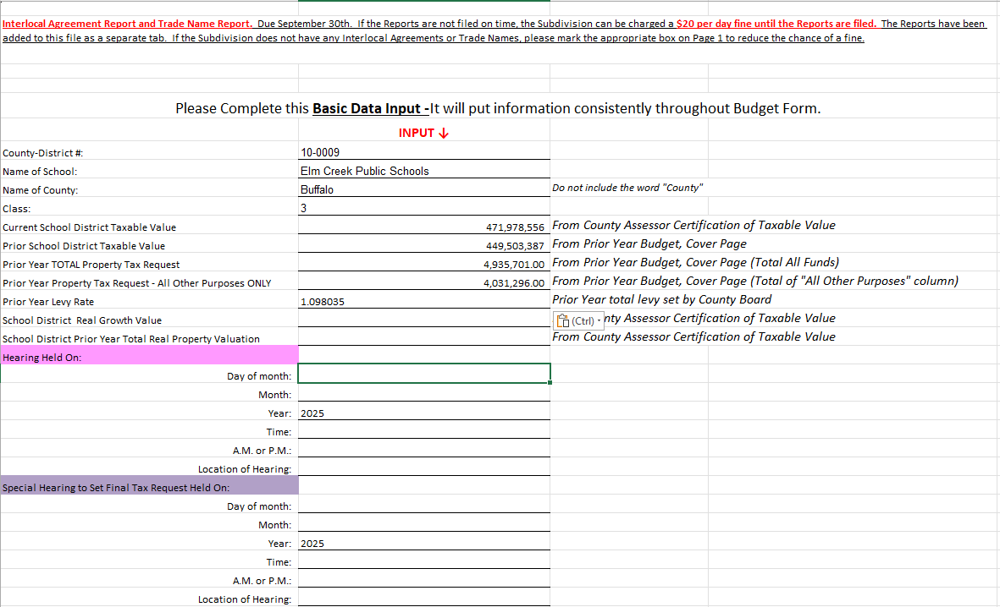 Interlocal Agreement Report and Trade Name Report. Due September 30th. If the Reports are not filed on time, the Subdivision can be charged a $20 per day fine until the Reports are filed. The Reports have been
added to this file as a separate tab. If the Subdivision does not have any Interlocal Agreements or Trade Names, please mark the appropriate box on Page 1 to reduce the chance of a fine.
Please Complete this Basic Data Input -It will put information consistently throughout Budget Form.
INPUT ↓
County-District #: 10-0009
Name of School: Elm Creek Public Schools
Name of County: Buffalo Do not include the word "County"
Class: 3
Current School District Taxable Value 471,978,556 From County Assessor Certification of Taxable Value
Prior School District Taxable Value 449,503,387 From Prior Year Budget, Cover Page
Prior Year TOTAL Property Tax Request 4,935,701.00 From Prior Year Budget, Cover Page (Total All Funds)
Prior Year Property Tax Request - All Other Purposes ONLY 4,031,296.00 From Prior Year Budget, Cover Page (Total of "All Other Purposes" column)
Prior Year Levy Rate 1.098035 Prior Year total levy set by County Board
School District Real Growth Value (Ctrl) nty Assessor Certification of Taxable Value
School District Prior Year Total Real Property Valuation From County Assessor Certification of Taxable Value
Hearing Held On:
Day of month:
Month:
Year: 2025
Time:
A.M. or P.M.:
Location of Hearing:
Special Hearing to Set Final Tax Request Held On:
Day of month:
Month:
Year: 2025
Time:
A.M. or P.M.:
Location of Hearing: